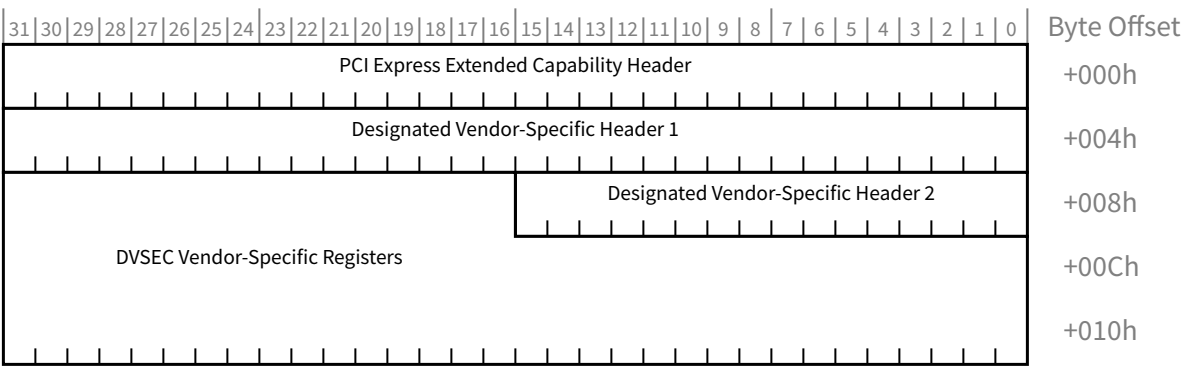 31 30 29 28 27 26 25 24 23 22 21 20 19 18 17 16 15 14 13 12 11 10 9 8 7 6 5 4 3 2 1 0 Byte Offset
PCI Express Extended Capability Header +000h
Designated Vendor-Specific Header 1 +004h
Designated Vendor-Specific Header 2 +008h
DVSEC Vendor-Specific Registers +00Ch
+010h